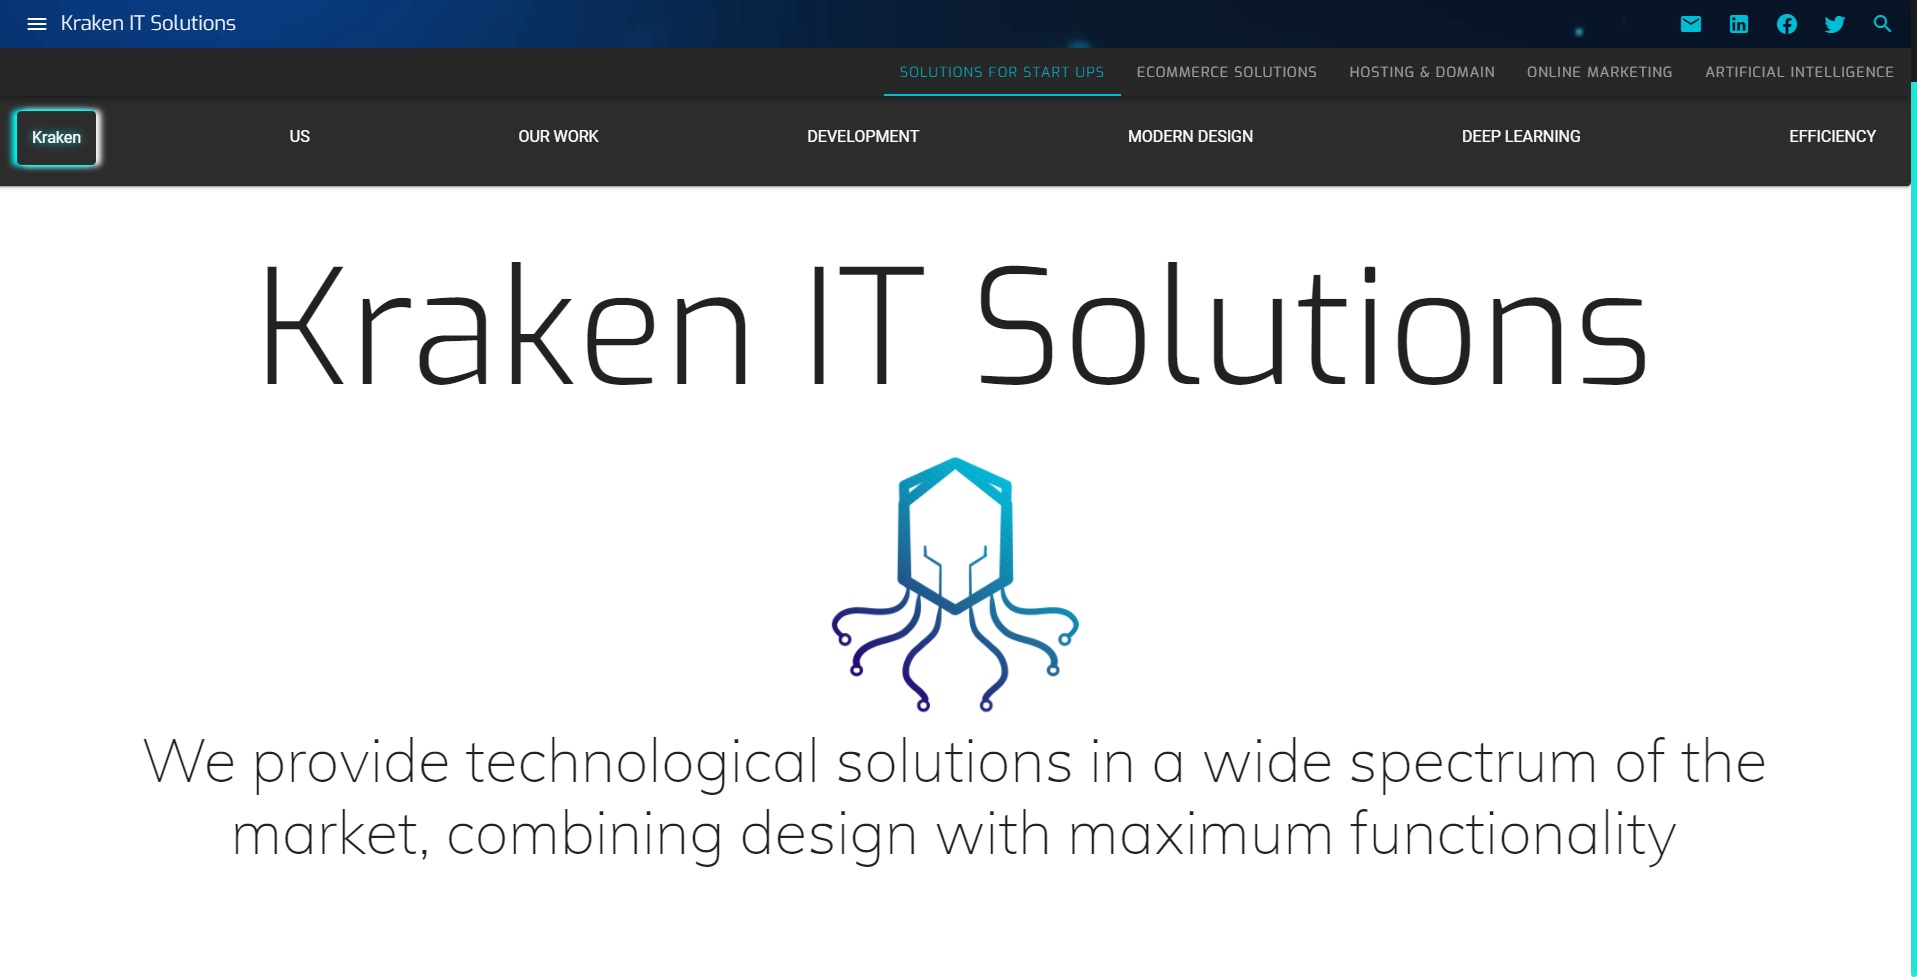 Kraken IT Solutions
SOLUTIONS FOR START UPS ECOMMERCE SOLUTIONS HOSTING & DOMAIN ONLINE MARKETING ARTIFICIAL INTELLIGENCE
Kraken US OUR WORK DEVELOPMENT MODERN DESIGN DEEP LEARNING EFFICIENCY
Kraken IT Solutions
We provide technological solutions in a wide spectrum of the
market, combining design with maximum functionality